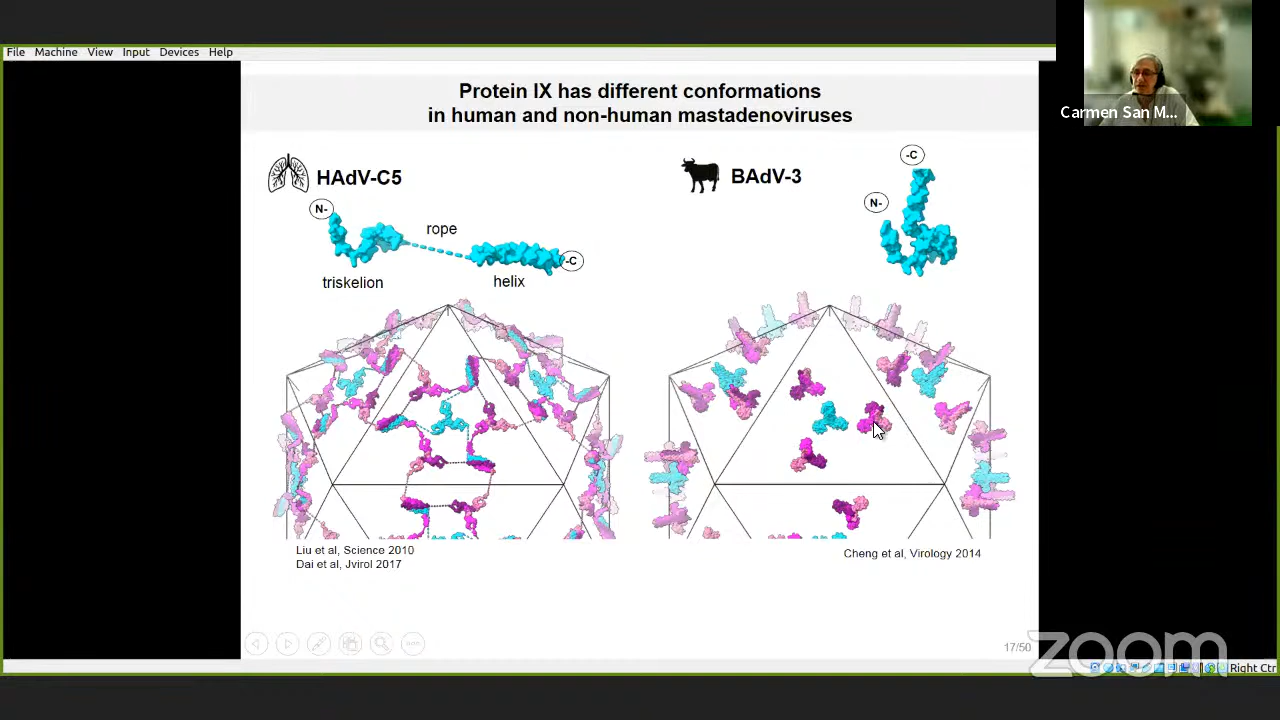 File Machine View Input Devices Help
Protein IX has different conformations
in human and non-human mastadenoviruses
Carmen San M...
HAdV-C5
N-
rope
-C
triskelion
helix
BAdV-3
-C
N-
Liu et al, Science 2010
Dai et al, Jvirol 2017
Cheng et al, Virology 2014
17/50
zoom
Right Ctr